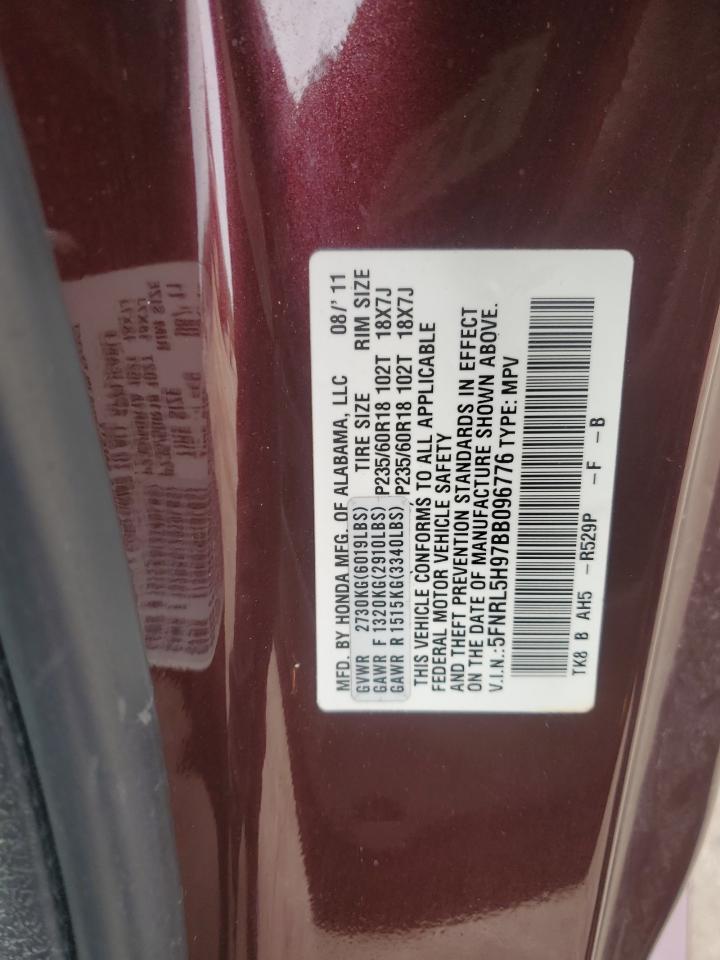 MFD. BY HONDA MFG. OF ALABAMA, LLC 08/'11
GVWR 2730KG(6019LBS) TIRE SIZE RIM SIZE
GAWR F 1320KG(2910LBS) P235/60R18 102T 18X7J
GAWR R 1515KG(3340LBS) P235/60R18 102T 18X7J
THIS VEHICLE CONFORMS TO ALL APPLICABLE
FEDERAL MOTOR VEHICLE SAFETY
AND THEFT PREVENTION STANDARDS IN EFFECT
ON THE DATE OF MANUFACTURE SHOWN ABOVE.
V.I.N.: 5FNRL5H97BB096776 TYPE: MPV
TK8 B AH5 -R529P -F -B